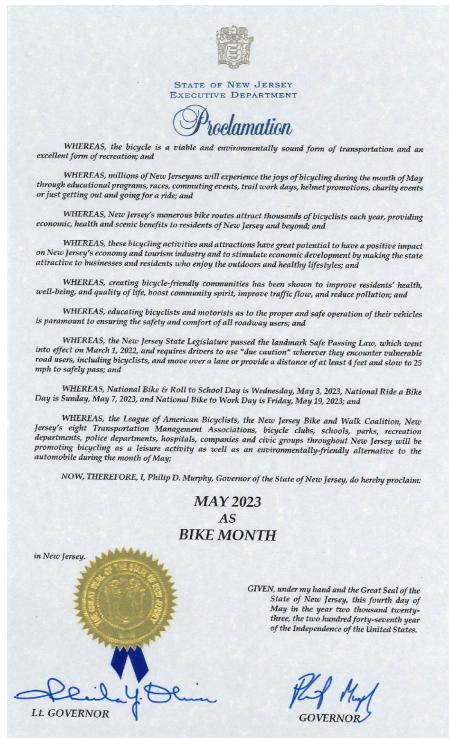 STATE OF NEW JERSEY
EXECUTIVE DEPARTMENT
Proclamation
WHEREAS, the bicycle is a viable and environmentally sound form of transportation and an
excellent form of recreation; and
WHEREAS, millions of New Jerseyans will experience the joys of bicycling during the month of May
through educational programs, races, commuting events, trail work days, helmet promotions, charity events
or just getting out and going for a ride; and
WHEREAS, New Jersey's numerous bike routes attract thousands of bicyclists each year, providing
economic, health and scenic benefits to residents of New Jersey and beyond; and
WHEREAS, these bicycling activities and attractions have great potential to have a positive impact
on New Jersey's economy and tourism industry and to stimulate economic development by making the state
attractive to businesses and residents who enjoy the outdoors and healthy lifestyles; and
WHEREAS, creating bicycle-friendly communities has been shown to improve residents' health,
well-being, and quality of life, boost community spirit, improve traffic flow, and reduce pollution; and
WHEREAS, educating bicyclists and motorists as to the proper and safe operation of their vehicles
is paramount to ensuring the safety and comfort of all roadway users; and
WHEREAS, the New Jersey State Legislature passed the landmark Safe Passing Law, which went
into effect on March 1, 2022, and requires drivers to use "due caution" wherever they encounter vulnerable
road users, including bicyclists, and move over a lane or provide a distance of at least 4 feet and slow to 25
mph to safely pass; and
WHEREAS, National Bike & Roll to School Day is Wednesday, May 3, 2023, National Ride a Bike
Day is Sunday, May 7, 2023, and National Bike to Work Day is Friday, May 19, 2023; and
WHEREAS, the League of American Bicyclists, the New Jersey Bike and Walk Coalition, New
Jersey's eight Transportation Management Associations, bicycle clubs, schools, parks, recreation
departments, police departments, hospitals, companies and civic groups throughout New Jersey will be
promoting bicycling as a leisure activity as well as an environmentally-friendly alternative to the
automobile during the month of May;
NOW, THEREFORE, I, Philip D. Murphy, Governor of the State of New Jersey, do hereby proclaim:
MAY 2023
AS
BIKE MONTH
in New Jersey.
THE GREAT SEAL OF THE STATE OF NEW JERSEY
GIVEN, under my hand and the Great Seal of the
State of New Jersey, this fourth day of
May in the year two thousand twenty-
three, the two hundred forty-seventh year
of the Independence of the United States.
Lt. GOVERNOR
GOVERNOR